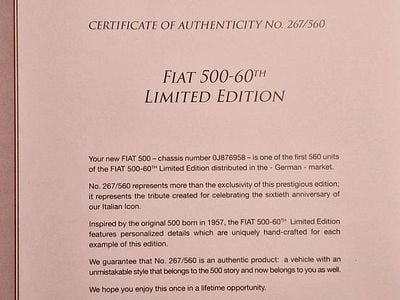 CERTIFICATE OF AUTHENTICITY No. 267/560
FIAT 500-60TH
LIMITED EDITION
Your new FIAT 500 – chassis number 0J876958 – is one of the first 560 units
of the FIAT 500-60TH Limited Edition distributed in the - German - market.
No. 267/560 represents more than the exclusivity of this prestigious edition;
it represents the tribute created for celebrating the sixtieth anniversary of
our Italian Icon.
Inspired by the original 500 born in 1957, the FIAT 500-60TH Limited Edition
features personalized details which are uniquely hand-crafted for each
example of this edition.
We guarantee that No. 267/560 is an authentic product: a vehicle with an
unmistakable style that belongs to the 500 story and now belongs to you as well.
We hope you enjoy this once in a lifetime opportunity.